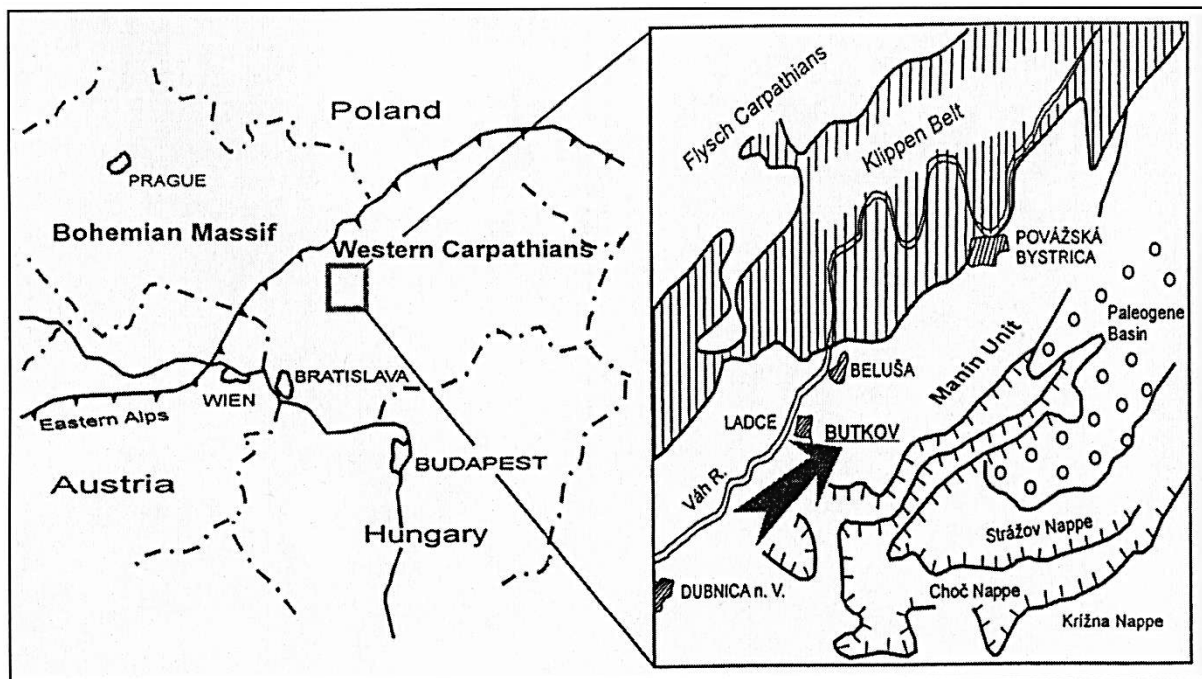 Poland
PRAGUE
Bohemian Massif
Western Carpathians
BRATISLAVA
WIEN
Eastern Alps
BUDAPEST
Austria
Hungary
Flysch Carpathians
Klippen Belt
POVÁŽSKÁ
BYSTRICA
Paleogene
Basin
Manín Unit
BELUŠA
LADCE
BUTKOV
Váh R.
Strážov Nappe
DUBNICA n. V.
Choč Nappe
Krížna Nappe